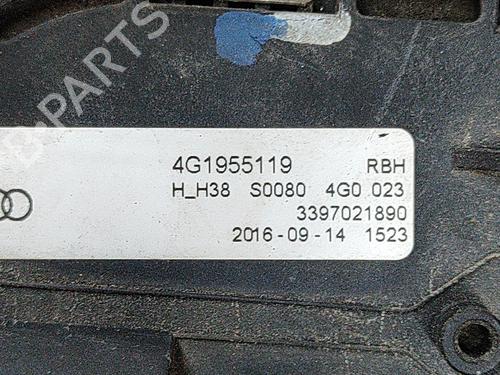 B-PARTS
4G1955119 RBH
H_H38 S0080 4G0 023
3397021890
2016-09-14 1523